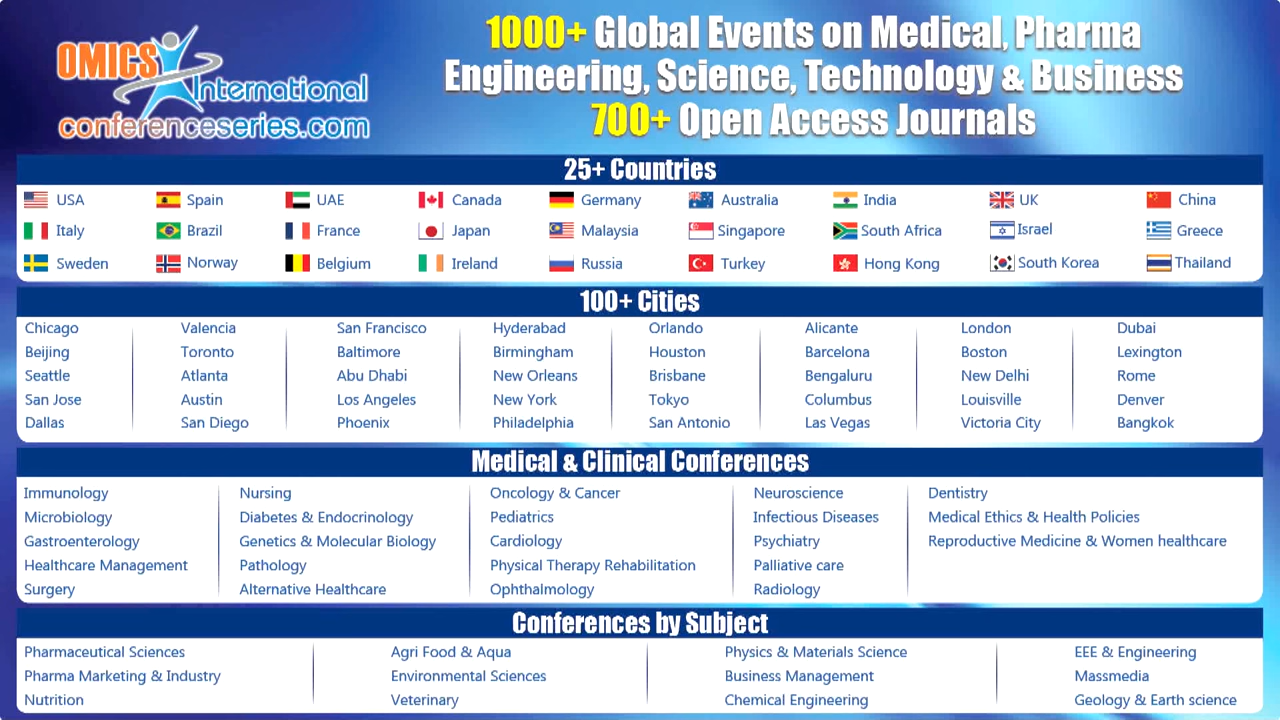 OMICS
International
conferenceseries.com
1000+ Global Events on Medical, Pharma
Engineering, Science, Technology & Business
700+ Open Access Journals
25+ Countries
USA Spain UAE Canada Germany Australia India UK China
Italy Brazil France Japan Malaysia Singapore South Africa Israel Greece
Sweden Norway Belgium Ireland Russia Turkey Hong Kong South Korea Thailand
100+ Cities
Chicago Valencia San Francisco Hyderabad Orlando Alicante London Dubai
Beijing Toronto Baltimore Birmingham Houston Barcelona Boston Lexington
Seattle Atlanta Abu Dhabi New Orleans Brisbane Bengaluru New Delhi Rome
San Jose Austin Los Angeles New York Tokyo Columbus Louisville Denver
Dallas San Diego Phoenix Philadelphia San Antonio Las Vegas Victoria City Bangkok
Medical & Clinical Conferences
Immunology Nursing Oncology & Cancer Neuroscience Dentistry
Microbiology Diabetes & Endocrinology Pediatrics Infectious Diseases Medical Ethics & Health Policies
Gastroenterology Genetics & Molecular Biology Cardiology Psychiatry Reproductive Medicine & Women healthcare
Healthcare Management Pathology Physical Therapy Rehabilitation Palliative care
Surgery Alternative Healthcare Ophthalmology Radiology
Conferences by Subject
Pharmaceutical Sciences Agri Food & Aqua Physics & Materials Science EEE & Engineering
Pharma Marketing & Industry Environmental Sciences Business Management Massmedia
Nutrition Veterinary Chemical Engineering Geology & Earth science